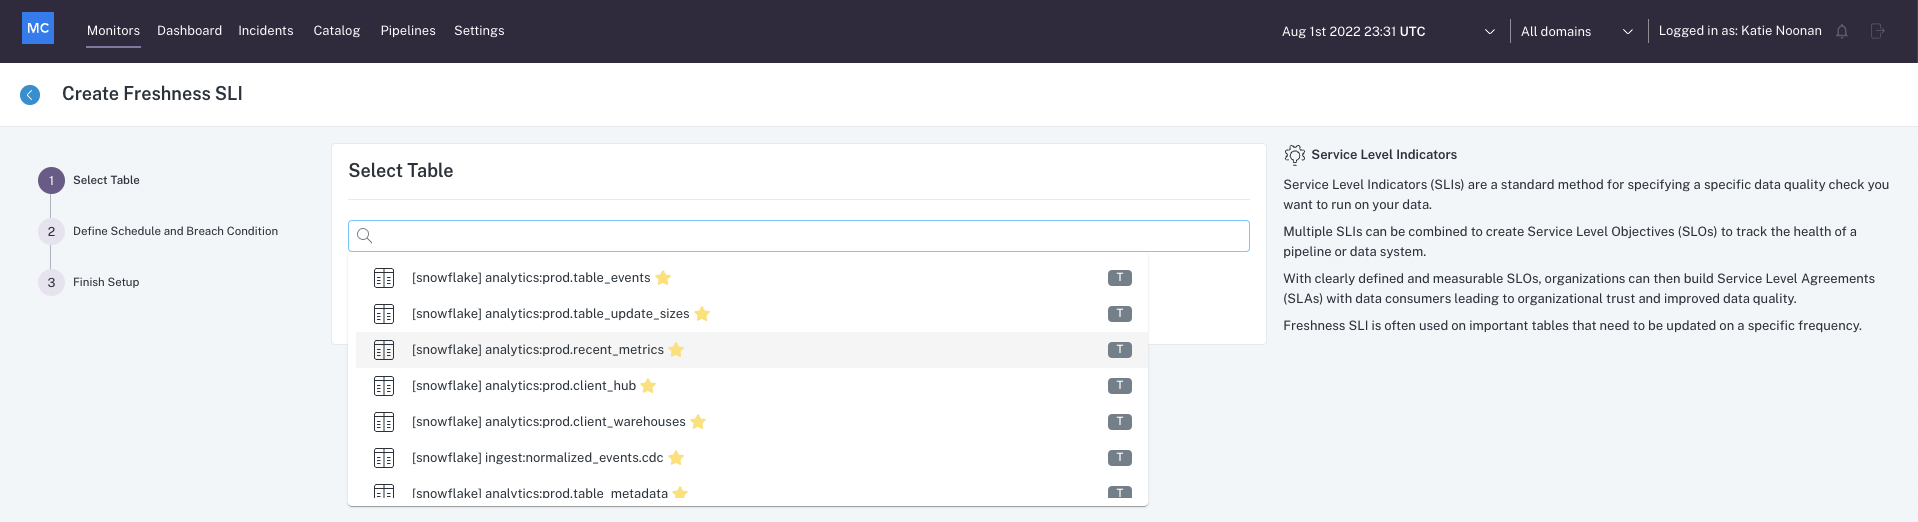 MC Monitors Dashboard Incidents Catalog Pipelines Settings Aug 1st 2022 23:31 UTC All domains Logged in as: Katie Noonan
Create Freshness SLI
1 Select Table
2 Define Schedule and Breach Condition
3 Finish Setup
Select Table
[snowflake] analytics:prod.table_events T
[snowflake] analytics:prod.table_update_sizes T
[snowflake] analytics:prod.recent_metrics T
[snowflake] analytics:prod.client_hub T
[snowflake] analytics:prod.client_warehouses T
[snowflake] ingest:normalized_events.cdc T
[snowflake] analytics:prod.table_metadata T
Service Level Indicators
Service Level Indicators (SLIs) are a standard method for specifying a specific data quality check you
want to run on your data.
Multiple SLIs can be combined to create Service Level Objectives (SLOs) to track the health of a
pipeline or data system.
With clearly defined and measurable SLOs, organizations can then build Service Level Agreements
(SLAs) with data consumers leading to organizational trust and improved data quality.
Freshness SLI is often used on important tables that need to be updated on a specific frequency.